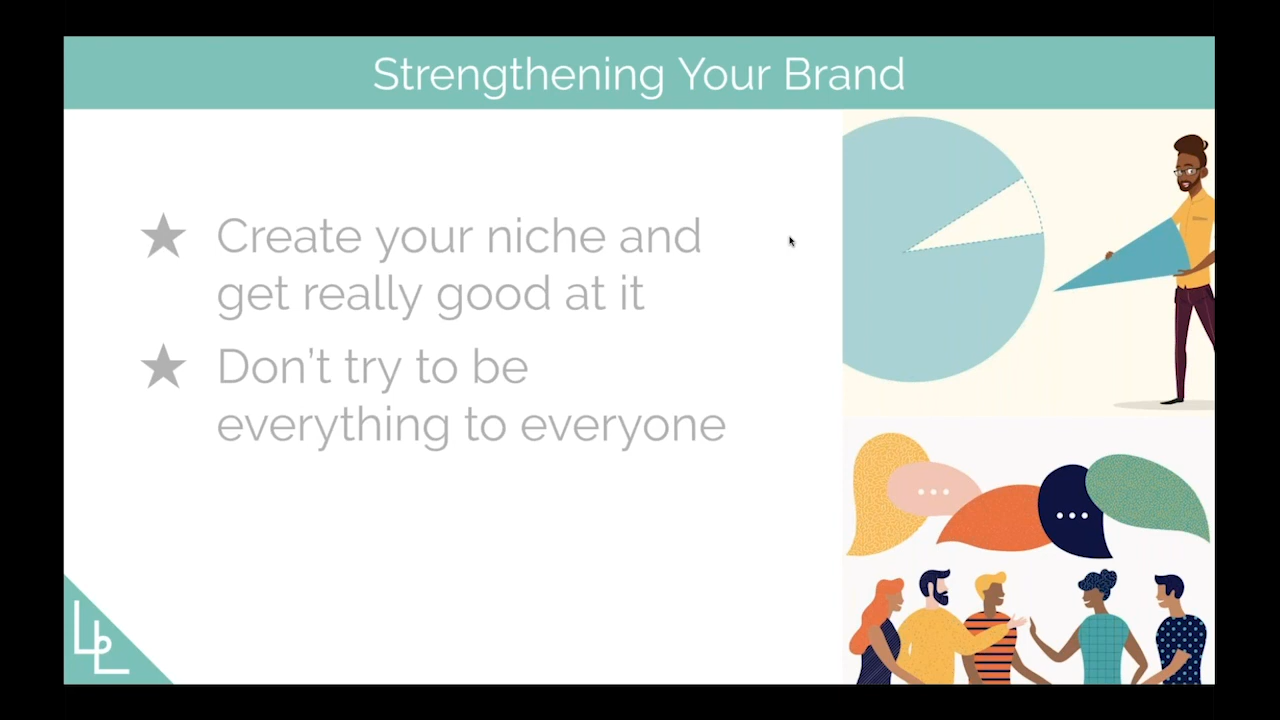 Strengthening Your Brand
★ Create your niche and
get really good at it
★ Don't try to be
everything to everyone
LbL